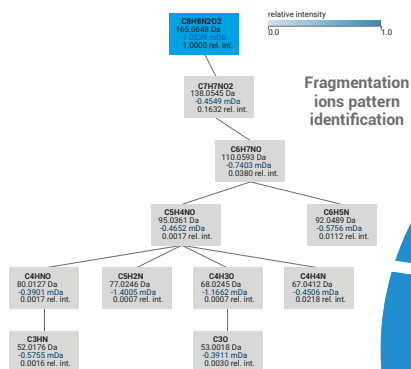 C8H8N2O2
165.0648 Da
-1.0539 mDa
1.0000 rel. int.
relative intensity
0.0
1.0
Fragmentation
ions pattern
identification
C7H7NO2
138.0545 Da
-0.4549 mDa
0.1632 rel. int.
C6H7NO
110.0593 Da
-0.7403 mDa
0.0380 rel. int.
C5H4NO
95.0361 Da
-0.4652 mDa
0.0017 rel. int.
C6H5N
92.0489 Da
-0.5756 mDa
0.0112 rel. int.
C4HNO
80.0127 Da
-0.3901 mDa
0.0017 rel. int.
C5H2N
77.0246 Da
-1.4005 mDa
0.0007 rel. int.
C4H3O
68.0245 Da
-1.1662 mDa
0.0007 rel. int.
C4H4N
67.0412 Da
-0.4506 mDa
0.0218 rel. int.
C3HN
52.0176 Da
-0.5755 mDa
0.0016 rel. int.
C3O
53.0018 Da
-0.3911 mDa
0.0030 rel. int.